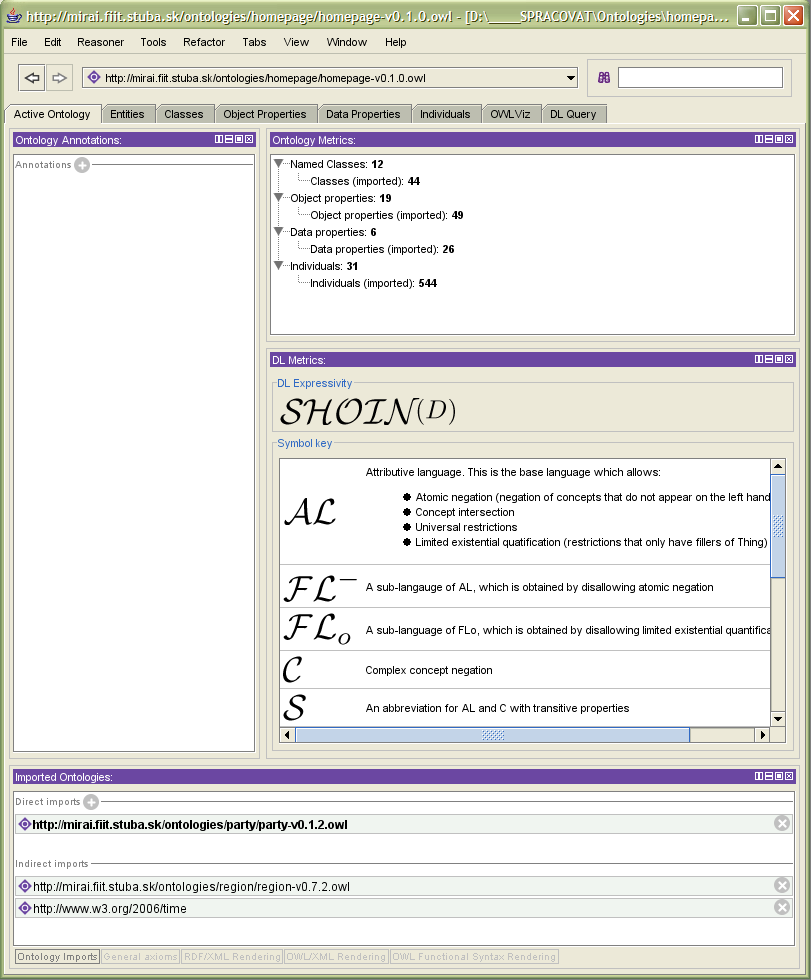 http://mirai.fiit.stuba.sk/ontologies/homepage/homepage-v0.1.0.owl - [D:\_____SPRACOVAT\Ontologies\homepa...
File Edit Reasoner Tools Refactor Tabs View Window Help
http://mirai.fiit.stuba.sk/ontologies/homepage/homepage-v0.1.0.owl
Active Ontology Entities Classes Object Properties Data Properties Individuals OWLViz DL Query
Ontology Annotations:
Annotations
Ontology Metrics:
Named Classes: 12
Classes (imported): 44
Object properties: 19
Object properties (imported): 49
Data properties: 6
Data properties (imported): 26
Individuals: 31
Individuals (imported): 544
DL Metrics:
DL Expressivity
SHOIN(D)
Symbol key
AL
Attributive language. This is the base language which allows:
Atomic negation (negation of concepts that do not appear on the left hand
Concept intersection
Universal restrictions
Limited existential quatification (restrictions that only have fillers of Thing)
FL⁻ A sub-langauge of AL, which is obtained by disallowing atomic negation
FLo A sub-language of FLo, which is obtained by disallowing limited existential quantifica
C Complex concept negation
S An abbreviation for AL and C with transitive properties
Imported Ontologies:
Direct imports
http://mirai.fiit.stuba.sk/ontologies/party/party-v0.1.2.owl
Indirect imports
http://mirai.fiit.stuba.sk/ontologies/region/region-v0.7.2.owl
http://www.w3.org/2006/time
Ontology Imports General axioms RDF/XML Rendering OWL/XML Rendering OWL Functional Syntax Rendering